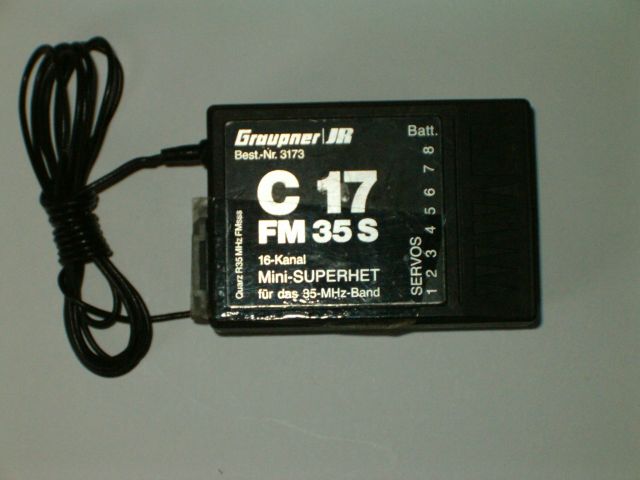 Graupner JR
Best.-Nr. 3173
C 17
FM 35 S
16-Kanal
Mini-SUPERHET
für das 35-MHz-Band
Quarz R35 MHz FMsss
Batt.
SERVOS
1 2 3 4 5 6 7 8